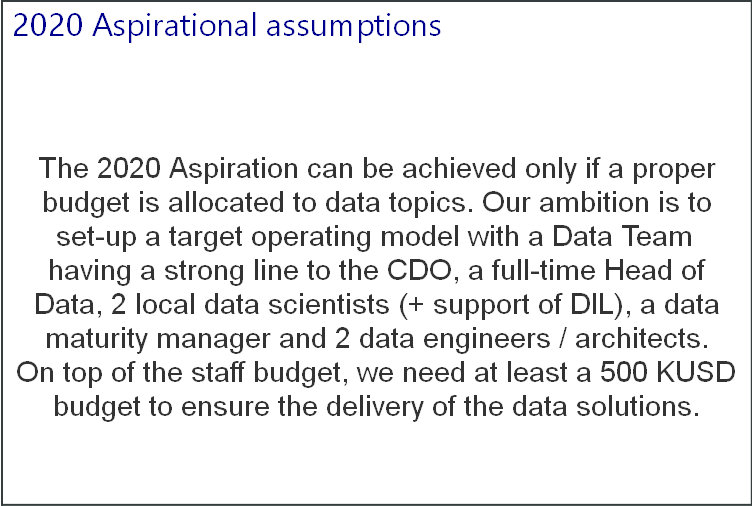 2020 Aspirational assumptions
The 2020 Aspiration can be achieved only if a proper
budget is allocated to data topics. Our ambition is to
set-up a target operating model with a Data Team
having a strong line to the CDO, a full-time Head of
Data, 2 local data scientists (+ support of DIL), a data
maturity manager and 2 data engineers / architects.
On top of the staff budget, we need at least a 500 KUSD
budget to ensure the delivery of the data solutions.